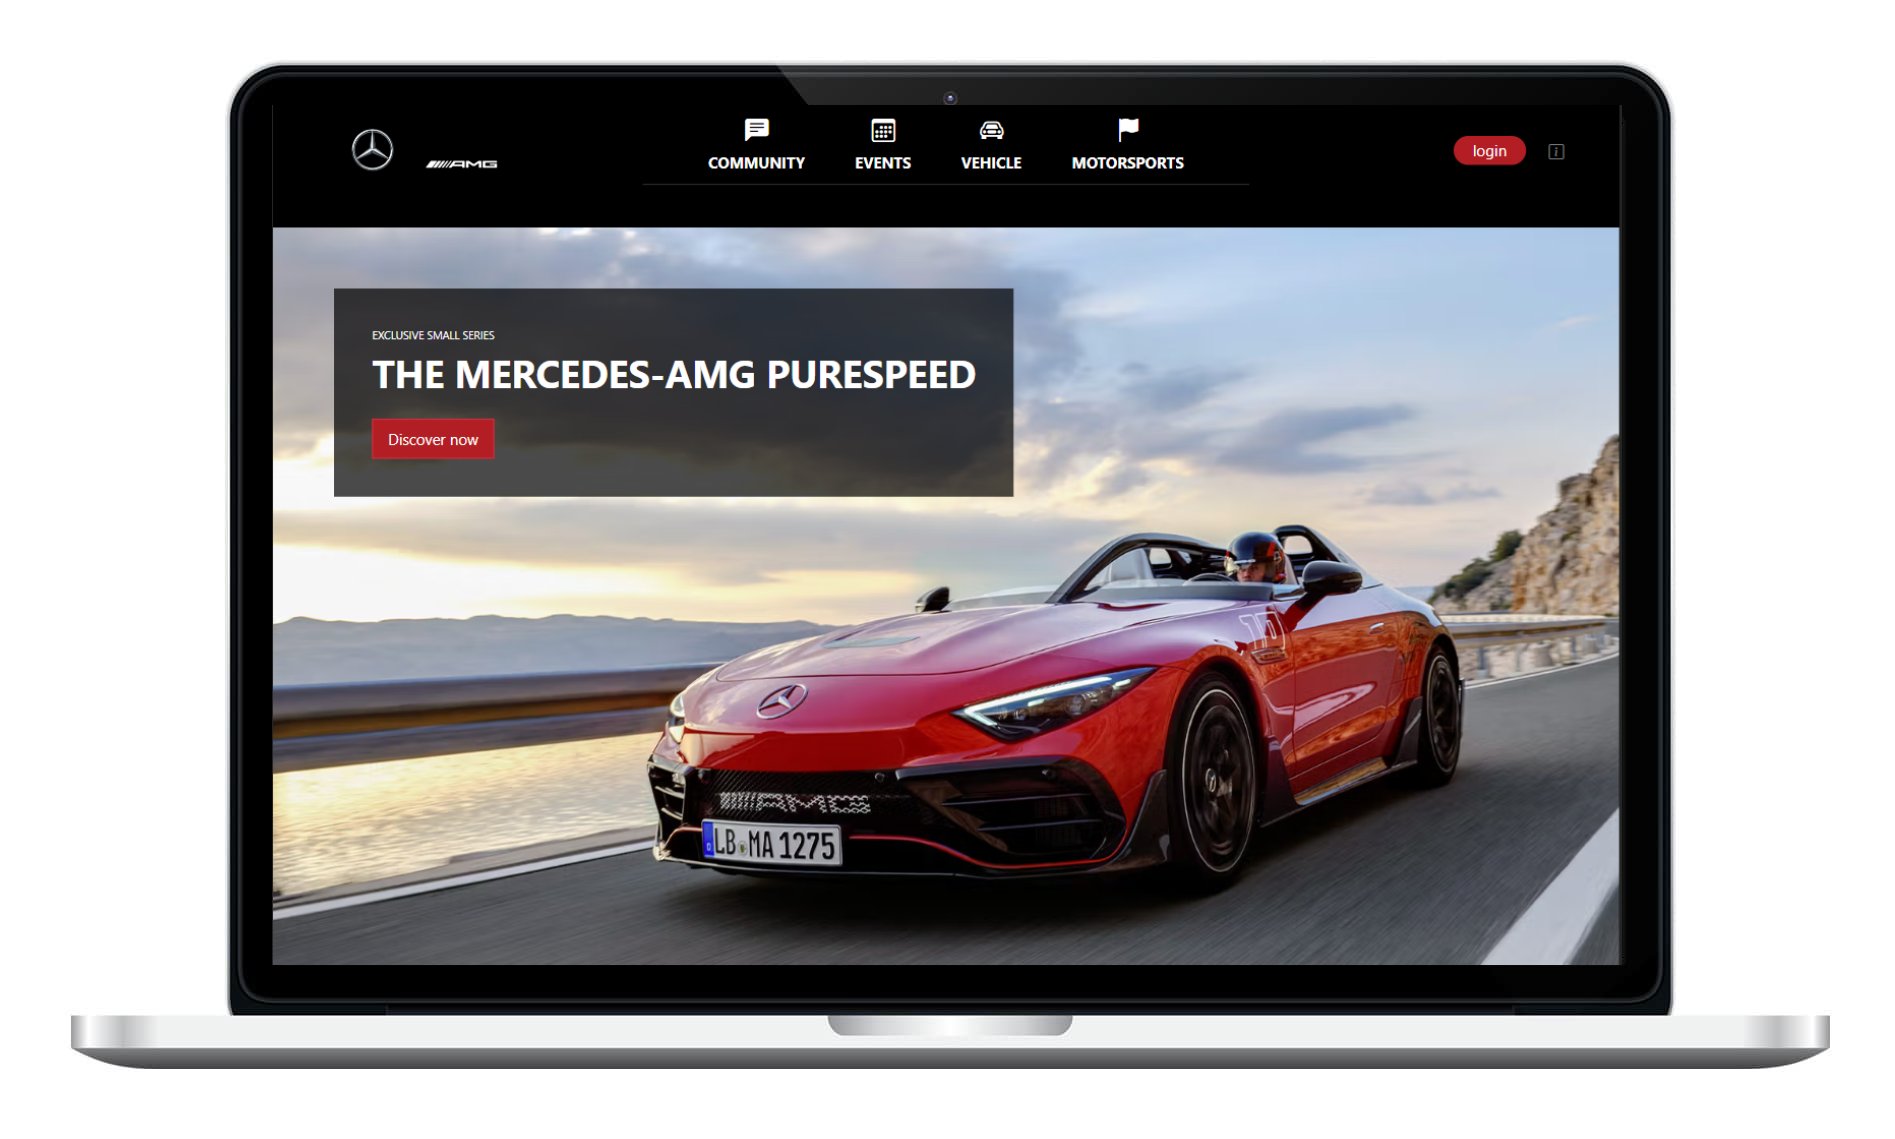 AMG
COMMUNITY
EVENTS
VEHICLE
MOTORSPORTS
login
EXCLUSIVE SMALL SERIES
THE MERCEDES-AMG PURESPEED
Discover now
10
AMG
LB MA 1275